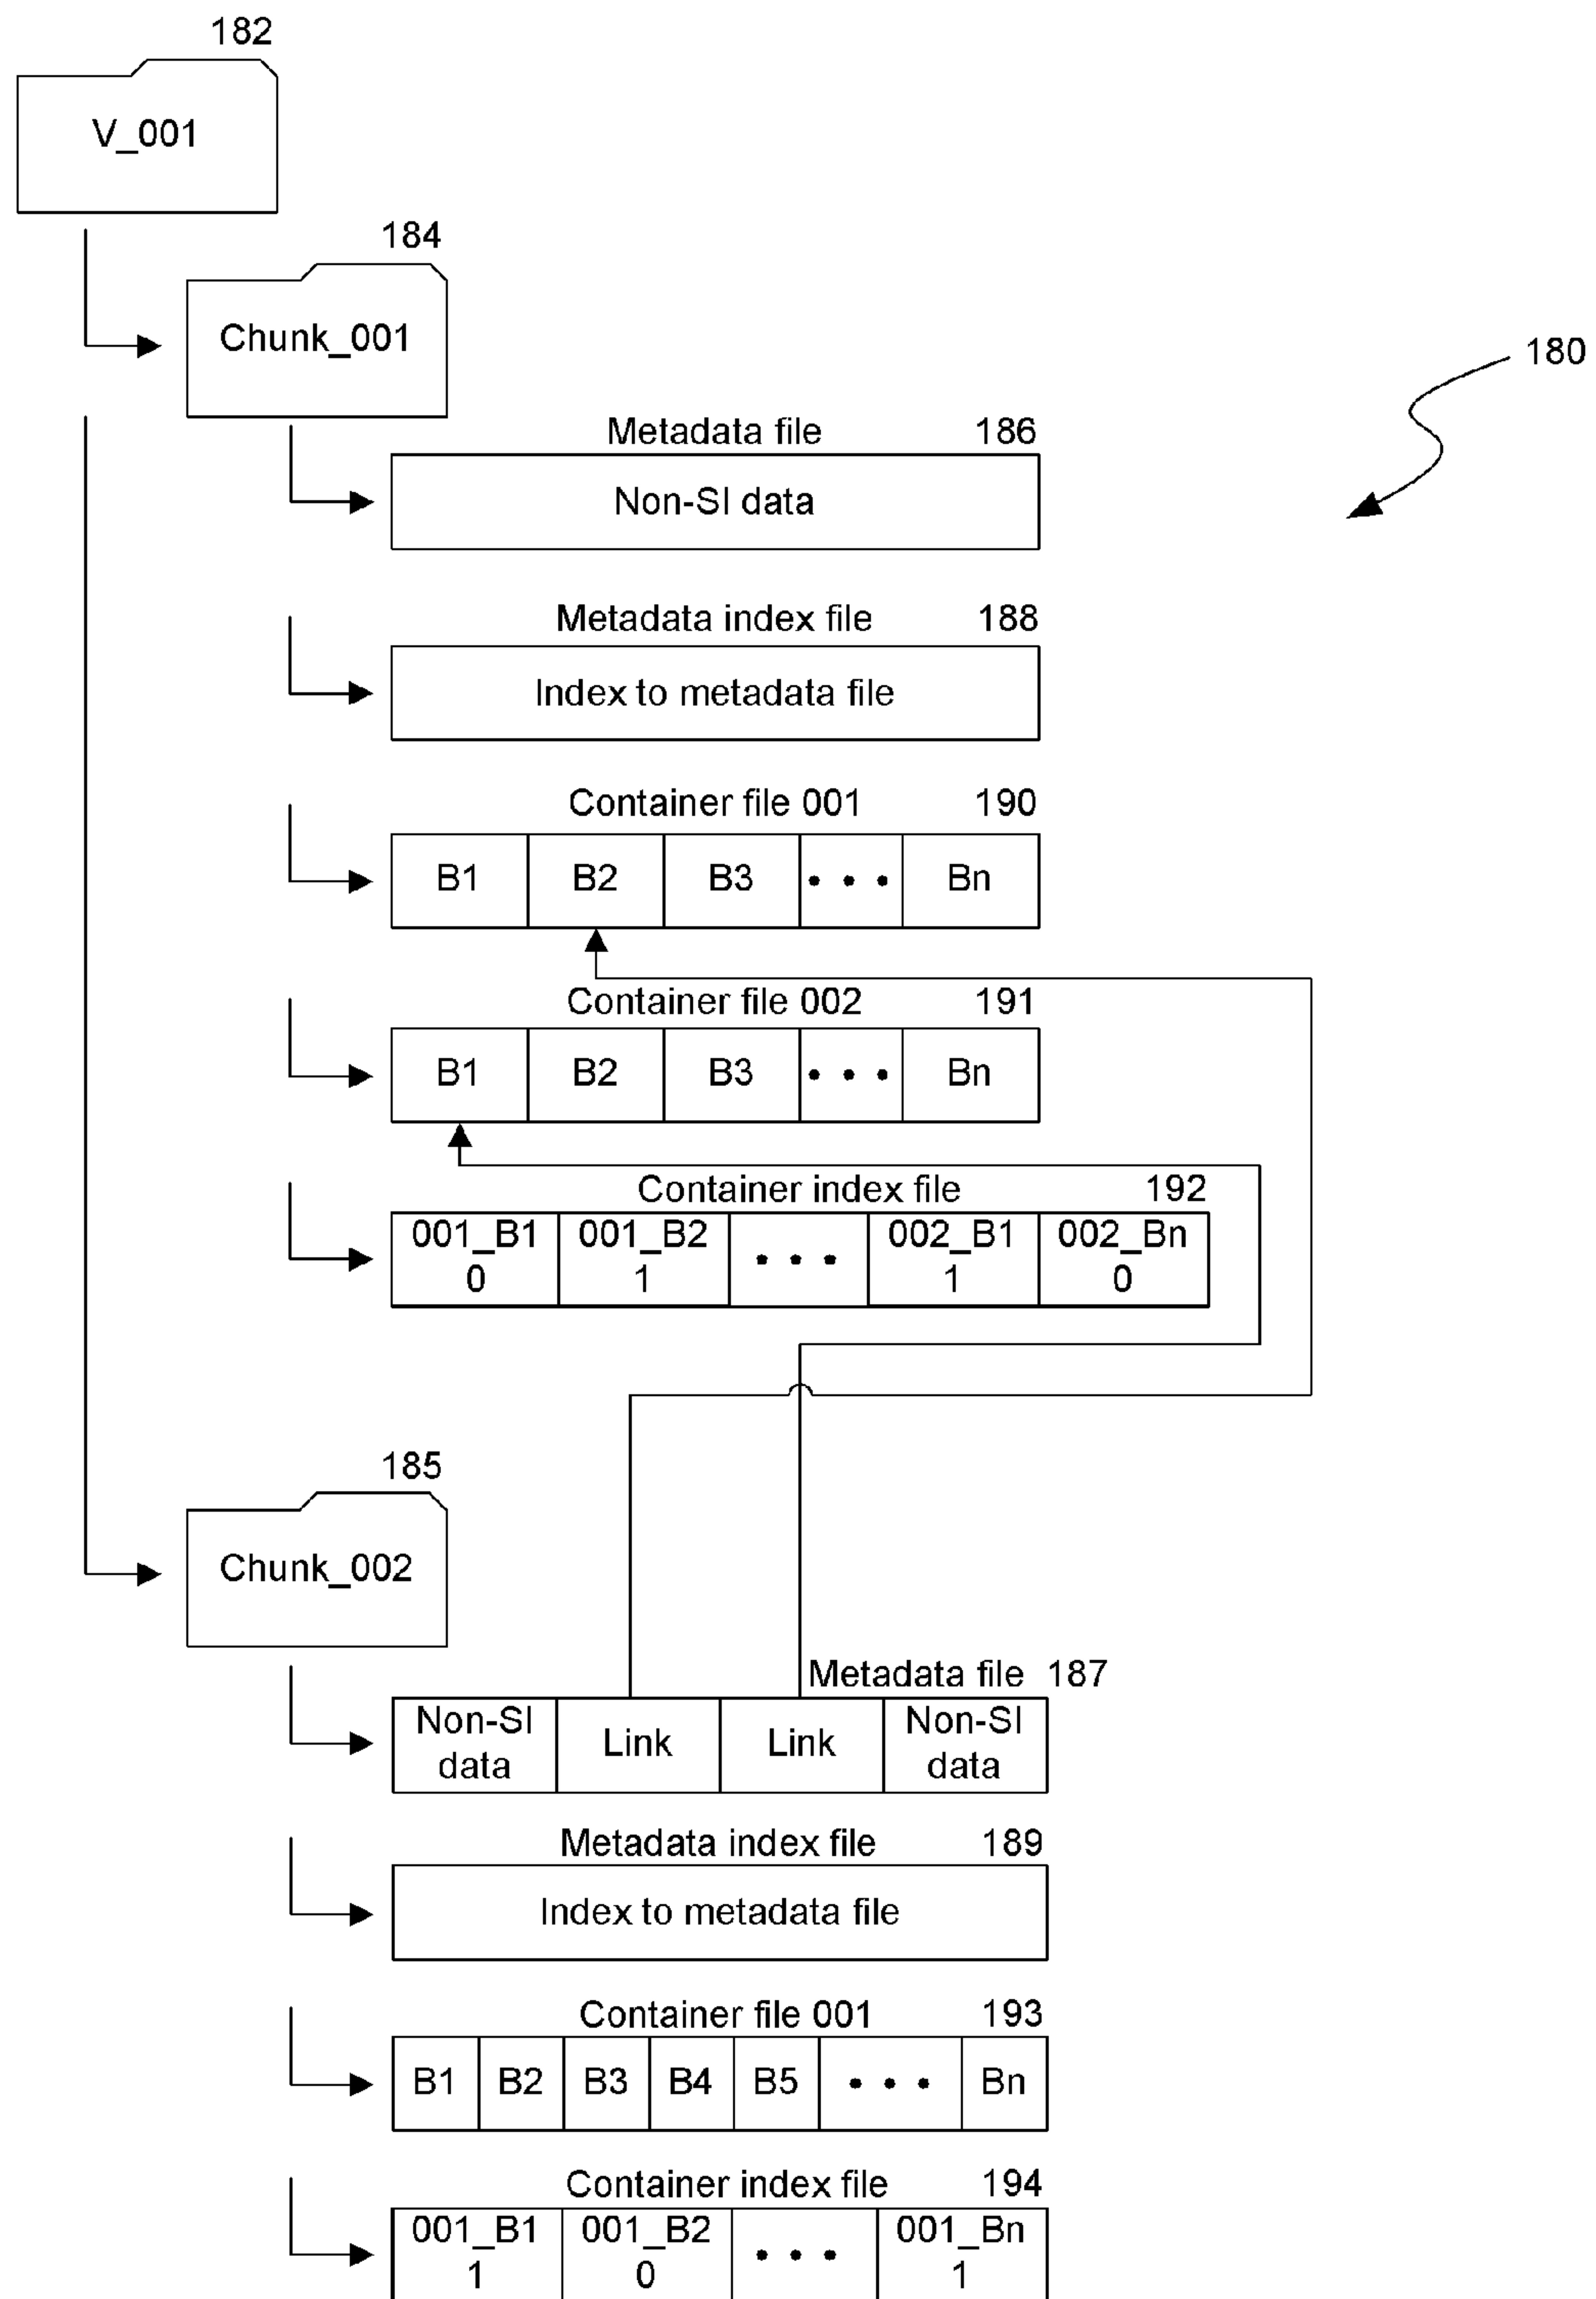 182
V_001
184
Chunk_001
180
Metadata file 186
Non-SI data
Metadata index file 188
Index to metadata file
Container file 001 190
B1 B2 B3 • • • Bn
Container file 002 191
B1 B2 B3 • • • Bn
Container index file 192
001_B1 001_B2 • • • 002_B1 002_Bn
0 1 1 0
185
Chunk_002
Metadata file 187
Non-SI data Link Link Non-SI data
Metadata index file 189
Index to metadata file
Container file 001 193
B1 B2 B3 B4 B5 • • • Bn
Container index file 194
001_B1 001_B2 • • • 001_Bn
1 0 1